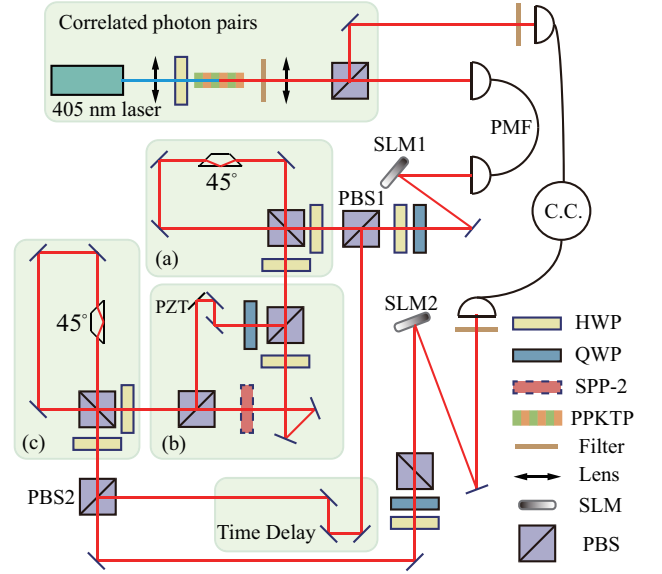 Correlated photon pairs
405 nm laser
PBS
PMF
SLM1
45°
PBS1
C.C.
(a)
SLM2
PZT
45°
HWP
QWP
SPP-2
(c)
(b)
PPKTP
Filter
PBS2
Lens
Time Delay
SLM
PBS